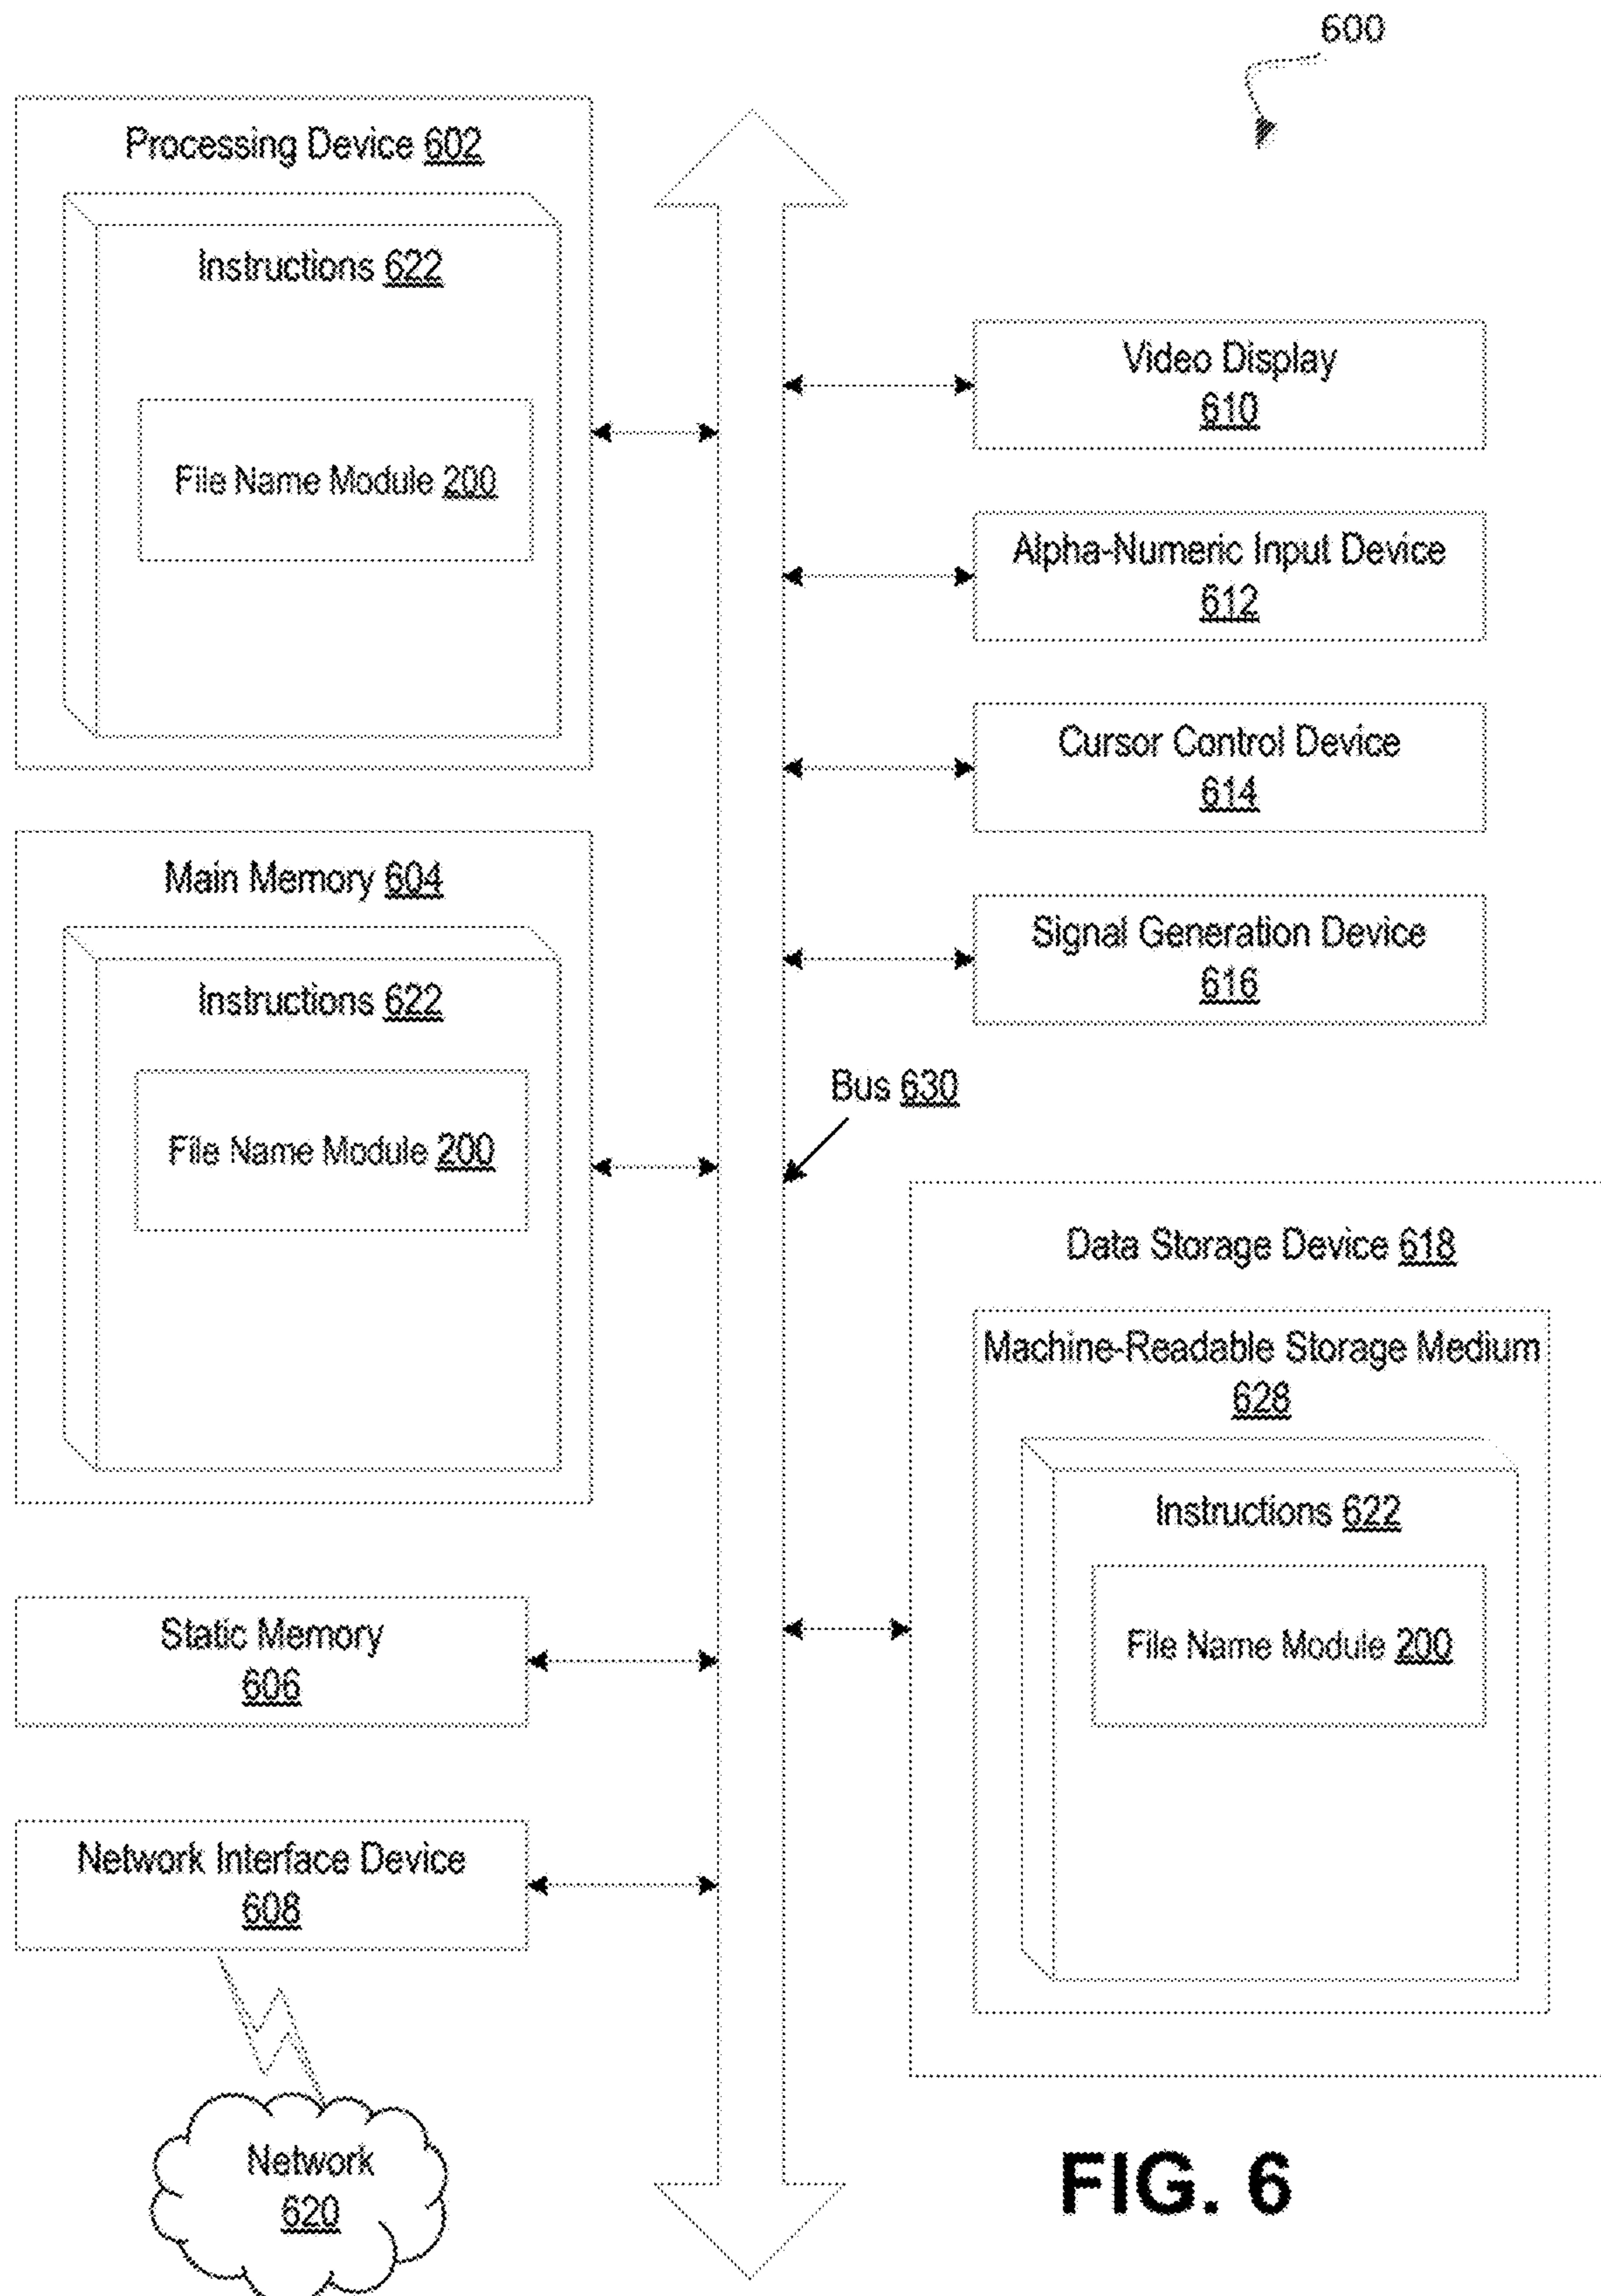 600
Processing Device 602
Instructions 622
File Name Module 200
Main Memory 604
Instructions 622
File Name Module 200
Static Memory
606
Network Interface Device
608
Network
620
Video Display
610
Alpha-Numeric Input Device
612
Cursor Control Device
614
Signal Generation Device
616
Bus 630
Data Storage Device 618
Machine-Readable Storage Medium
628
Instructions 622
File Name Module 200
FIG. 6